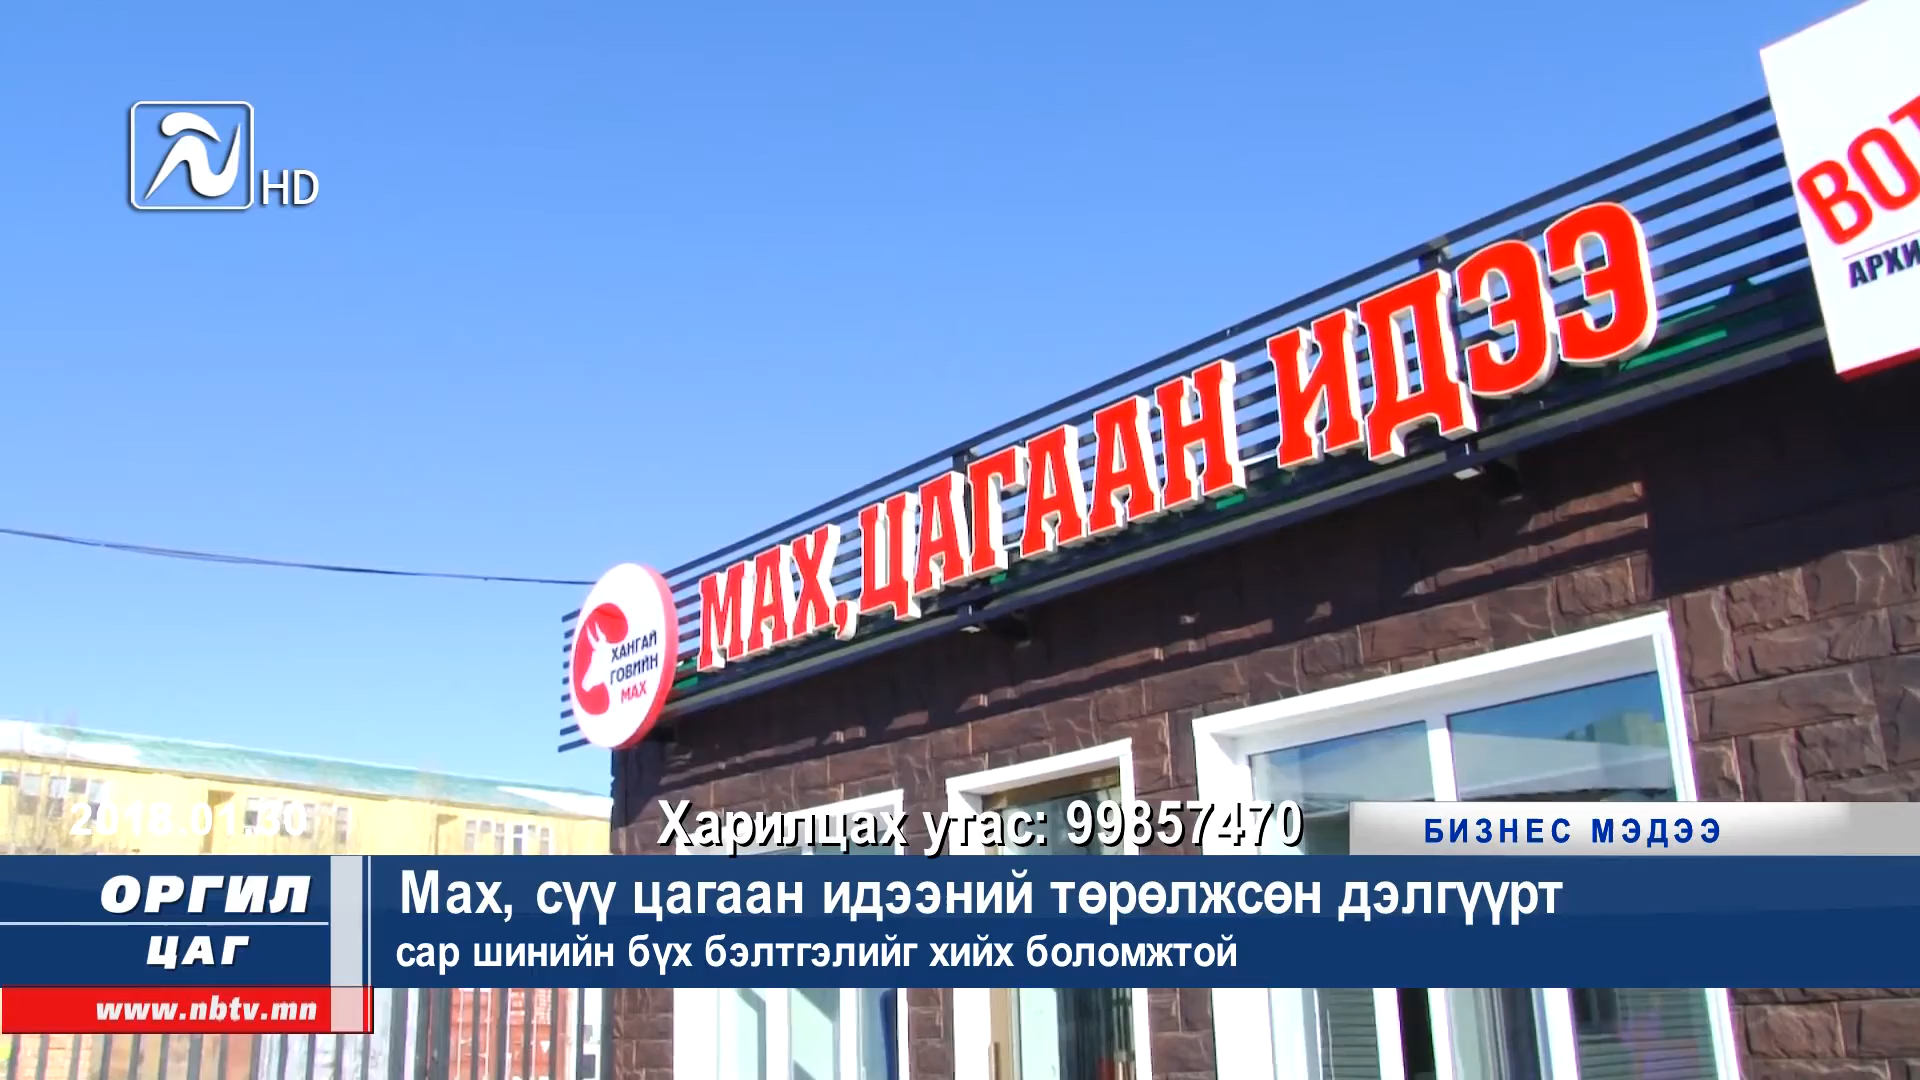 HD
ВОТ
АРХИ
МАХ, ЦАГААН ИДЭЭ
ХАНГАЙ
ГОВИЙН
МАХ
2018.01.30
Харилцах утас: 99857470
БИЗНЕС МЭДЭЭ
ОРГИЛ
ЦАГ
Мах, сүү цагаан идээний төрөлжсөн дэлгүүрт
сар шинийн бүх бэлтгэлийг хийх боломжтой
www.nbtv.mn